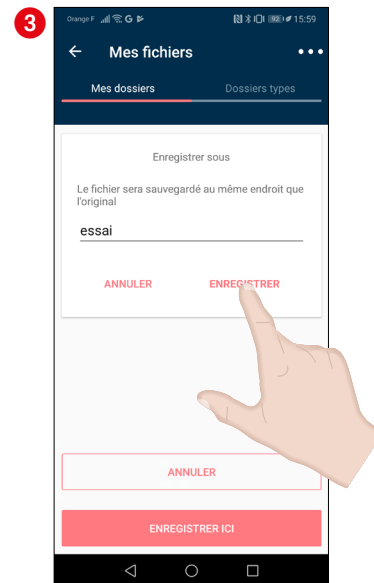 3
Orange F 92 15:59
Mes fichiers
Mes dossiers Dossiers types
Enregistrer sous
Le fichier sera sauvegardé au même endroit que
l'original
essai
ANNULER ENREGISTRER
ANNULER
ENREGISTRER ICI